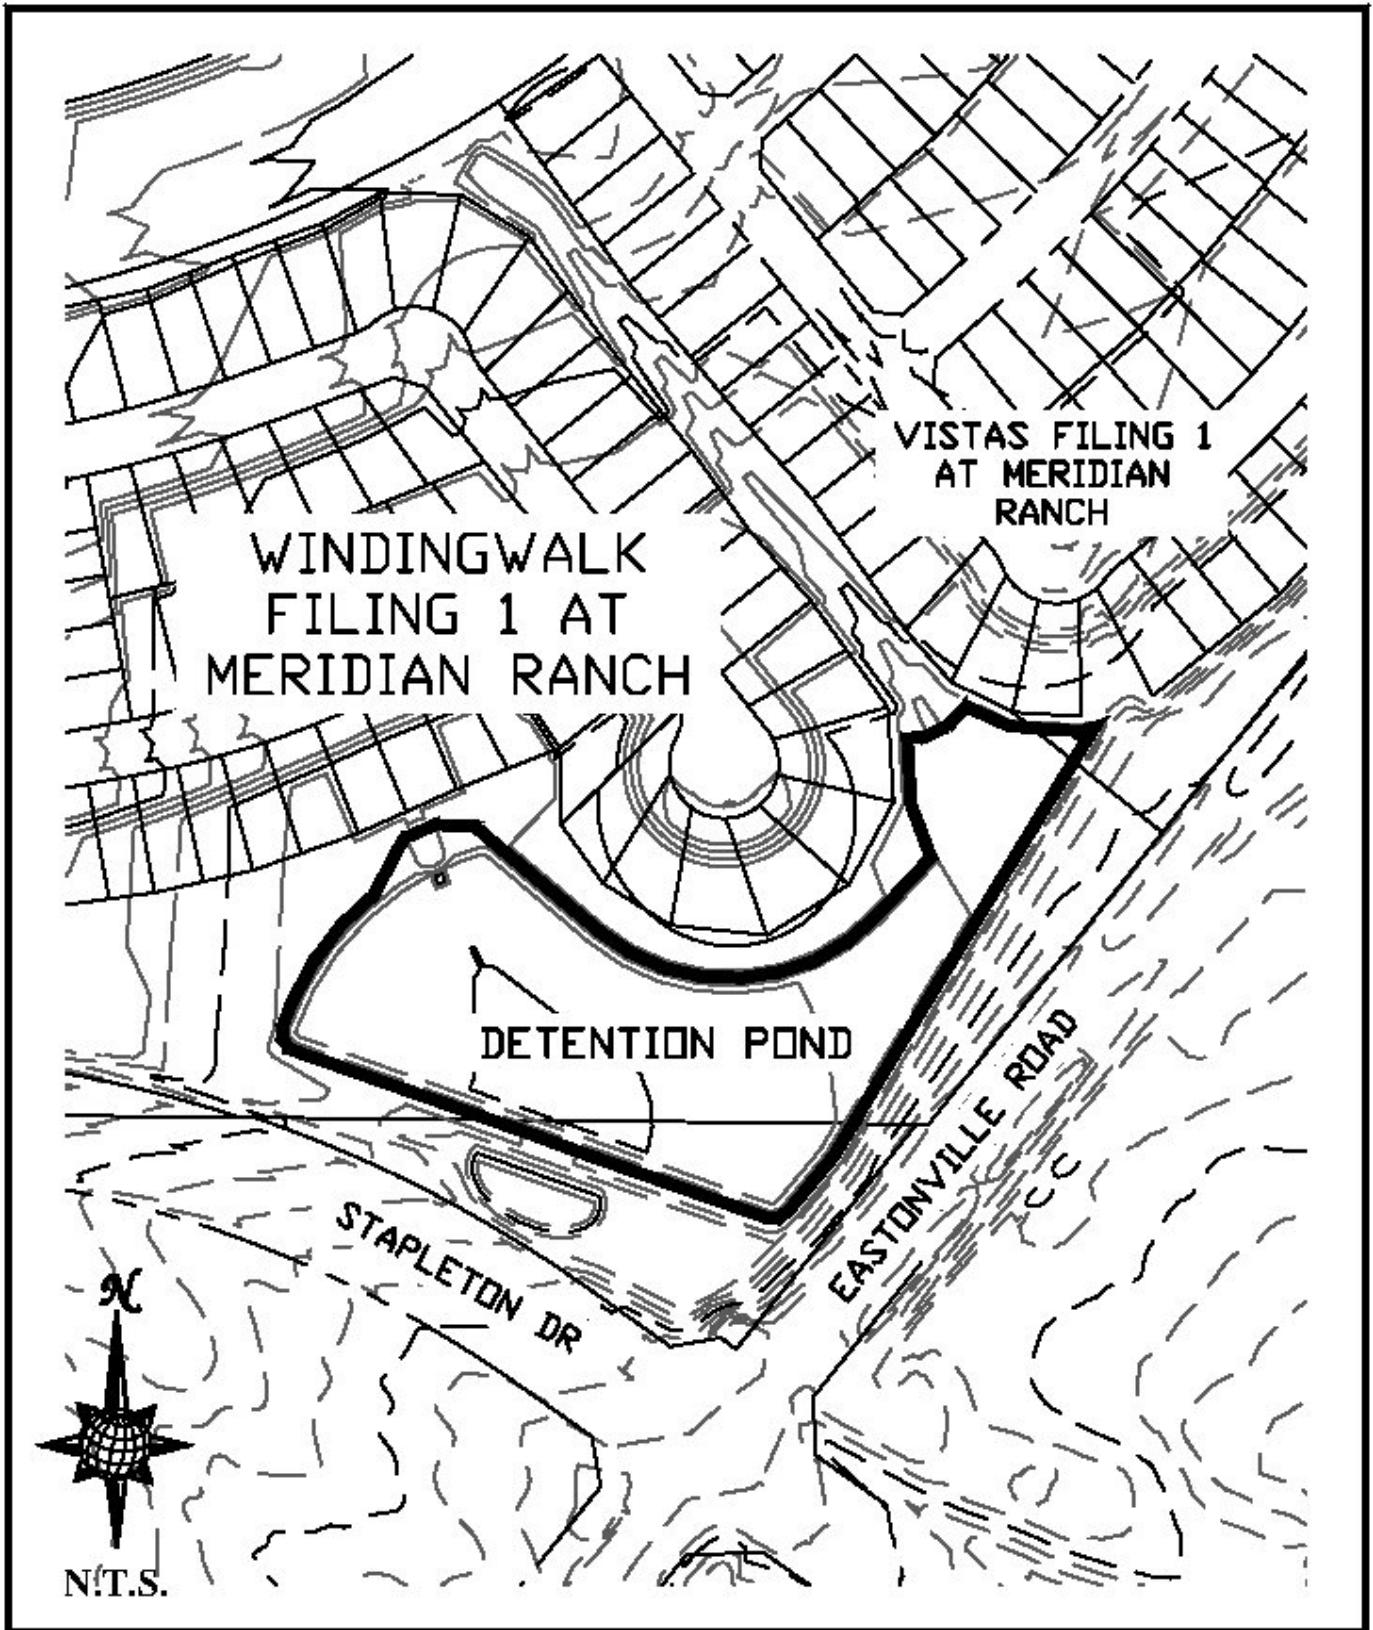 VISTAS FILING 1
AT MERIDIAN
RANCH
WINDINGWALK
FILING 1 AT
MERIDIAN RANCH
DETENTION POND
EASTONVILLE ROAD
STAPLETON DR
N
N.T.S.